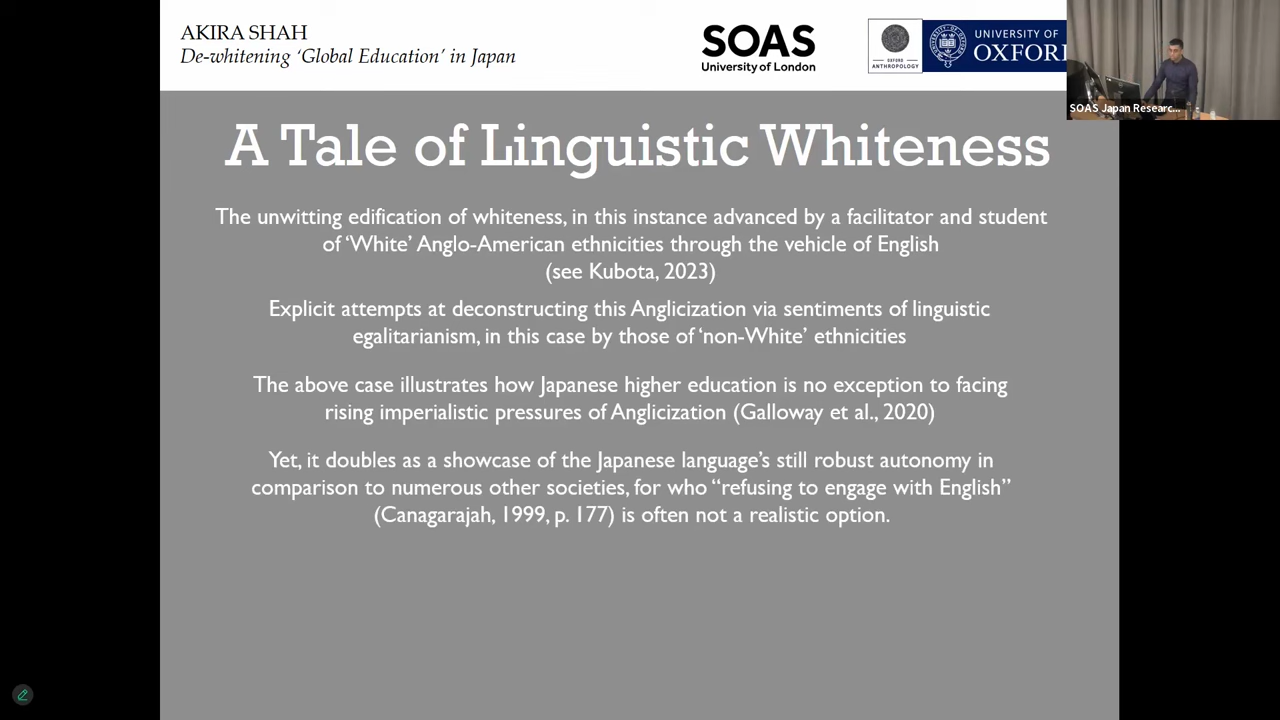 AKIRA SHAH
De-whitening ‘Global Education’ in Japan
SOAS
University of London
OXFORD
ANTHROPOLOGY
UNIVERSITY OF
OXFORD
SOAS Japan Researc...
A Tale of Linguistic Whiteness
The unwitting edification of whiteness, in this instance advanced by a facilitator and student
of ‘White’ Anglo-American ethnicities through the vehicle of English
(see Kubota, 2023)
Explicit attempts at deconstructing this Anglicization via sentiments of linguistic
egalitarianism, in this case by those of ‘non-White’ ethnicities
The above case illustrates how Japanese higher education is no exception to facing
rising imperialistic pressures of Anglicization (Galloway et al., 2020)
Yet, it doubles as a showcase of the Japanese language’s still robust autonomy in
comparison to numerous other societies, for who “refusing to engage with English”
(Canagarajah, 1999, p. 177) is often not a realistic option.